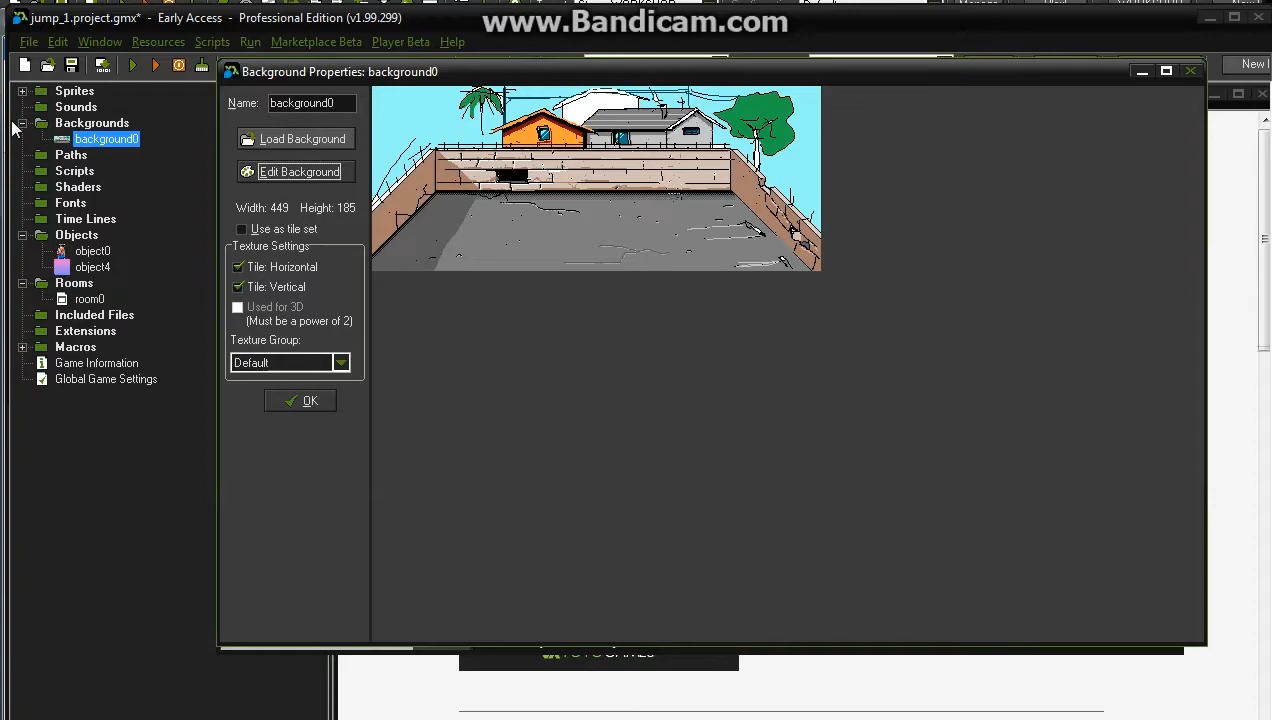 jump_1.project.gmx* - Early Access - Professional Edition (v1.99.299)
www.Bandicam.com
File Edit Window Resources Scripts Run Marketplace Beta Player Beta Help
New
Background Properties: background0
Sprites
Sounds
Backgrounds
background0
Paths
Scripts
Shaders
Fonts
Time Lines
Objects
object0
object4
Rooms
room0
Included Files
Extensions
Macros
Game Information
Global Game Settings
Name: background0
Load Background
Edit Background
Width: 449 Height: 185
Use as tile set
Texture Settings
Tile: Horizontal
Tile: Vertical
Used for 3D
(Must be a power of 2)
Texture Group:
Default
OK